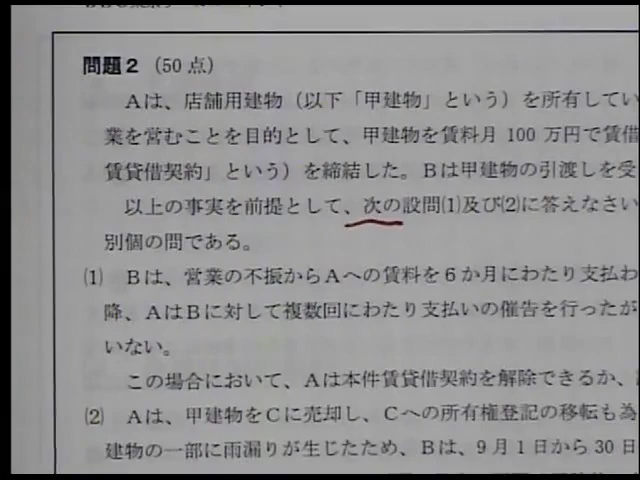 問題2（50点）
Aは、店舗用建物（以下「甲建物」という）を所有してい
業を営むことを目的として、甲建物を賃料月100万円で賃借
賃貸借契約」という）を締結した。Bは甲建物の引渡しを受
以上の事実を前提として、次の設問⑴及び⑵に答えなさい
別個の問である。
⑴ Bは、営業の不振からAへの賃料を6か月にわたり支払わ
降、AはBに対して複数回にわたり支払いの催告を行ったが
いない。
この場合において、Aは本件賃貸借契約を解除できるか、
⑵ Aは、甲建物をCに売却し、Cへの所有権登記の移転も為
建物の一部に雨漏りが生じたため、Bは、9月1日から30日